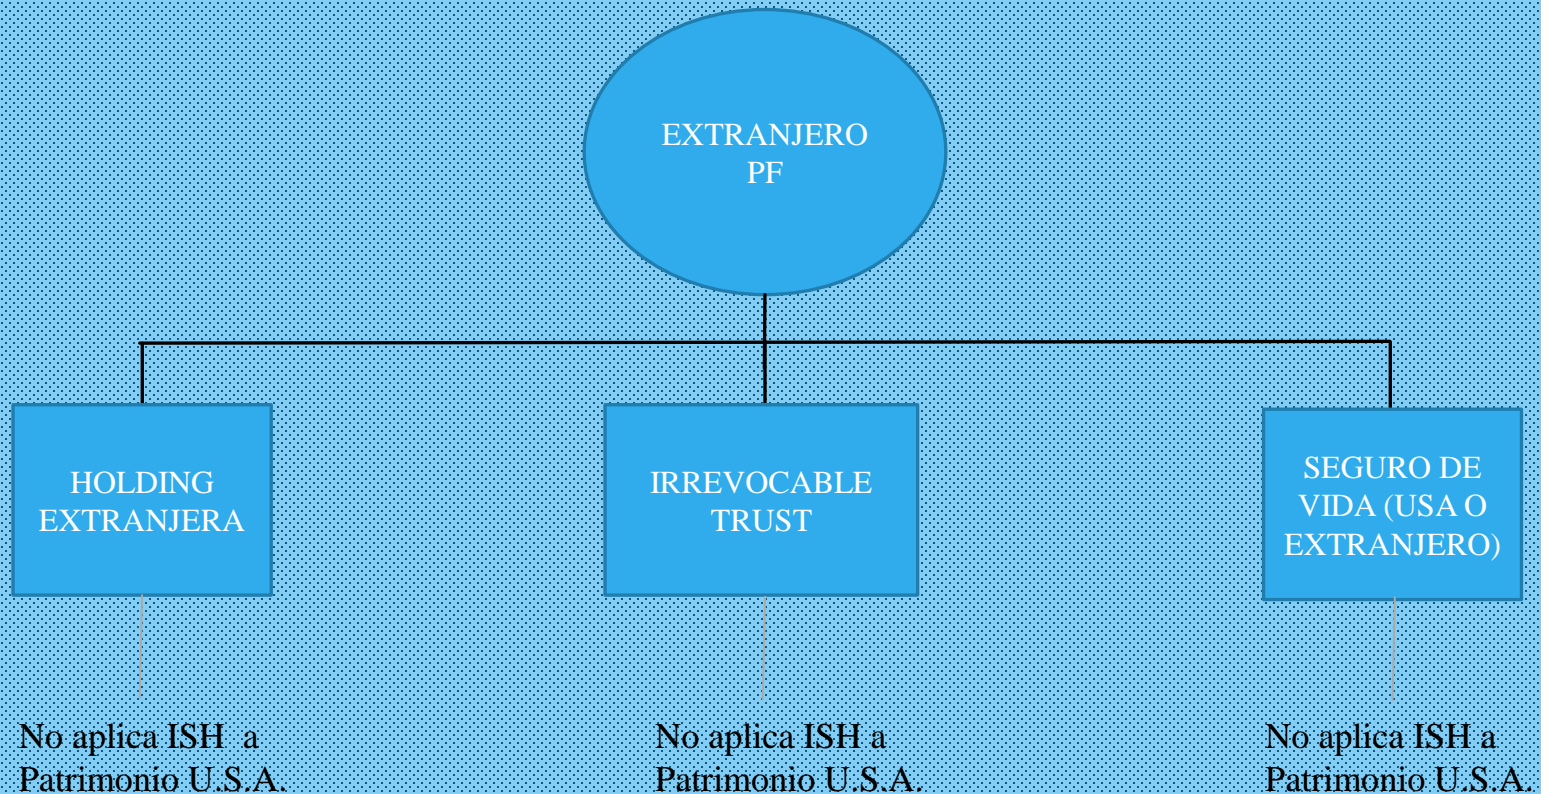 EXTRANJERO
PF
HOLDING
EXTRANJERA
IRREVOCABLE
TRUST
SEGURO DE
VIDA (USA O
EXTRANJERO)
No aplica ISH a
Patrimonio U.S.A.
No aplica ISH a
Patrimonio U.S.A.
No aplica ISH a
Patrimonio U.S.A.